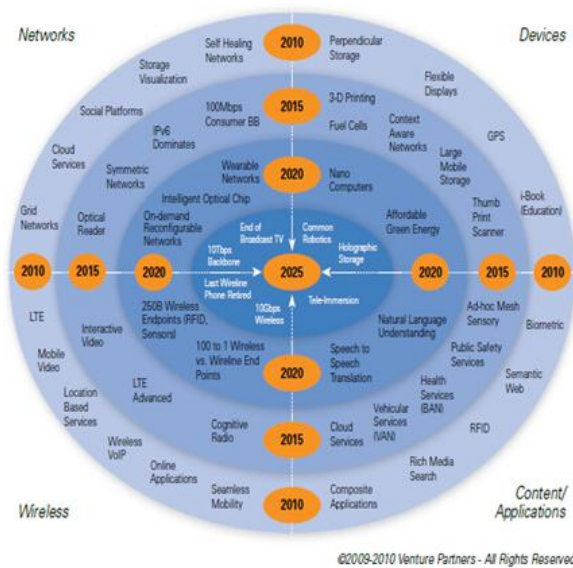 Networks
Devices
Self Healing
Networks
2010
Perpendicular
Storage
Storage
Visualization
Flexible
Displays
Social Platforms
100Mbps
Consumer BB
2015
3-D Printing
Fuel Cells
GPS
IPv6
Dominates
Context
Aware
Networks
Cloud
Services
Symmetric
Networks
Wearable
Networks
2020
Nano
Computers
Large
Mobile
Storage
i-Book
(Education)
Intelligent Optical Chip
Thumb
Print
Scanner
Grid
Networks
Optical
Reader
On-demand
Reconfigurable
Networks
End of
Broadcast TV
Common
Robotics
Affordable
Green Energy
10Tbps
Backbone
Holographic
Storage
2010
2015
2020
2025
2020
2015
2010
Last Wireline
Phone Retired
10Gbps
Wireless
Tele-Immersion
LTE
Interactive
Video
250B Wireless
Endpoints (RFID,
Sensors)
Natural Language
Understanding
Ad-hoc Mesh
Sensory
Biometric
Mobile
Video
100 to 1 Wireless
vs. Wireline End
Points
2020
Speech to
Speech
Translation
Public Safety
Services
Semantic
Web
Location
Based
Services
LTE
Advanced
Health
Services
(BAN)
Cognitive
Radio
2015
Cloud
Services
Vehicular
Services
(VAN)
RFID
Wireless
VoIP
Online
Applications
Rich Media
Search
Seamless
Mobility
2010
Composite
Applications
Wireless
Content/
Applications
©2009-2010 Venture Partners - All Rights Reserved